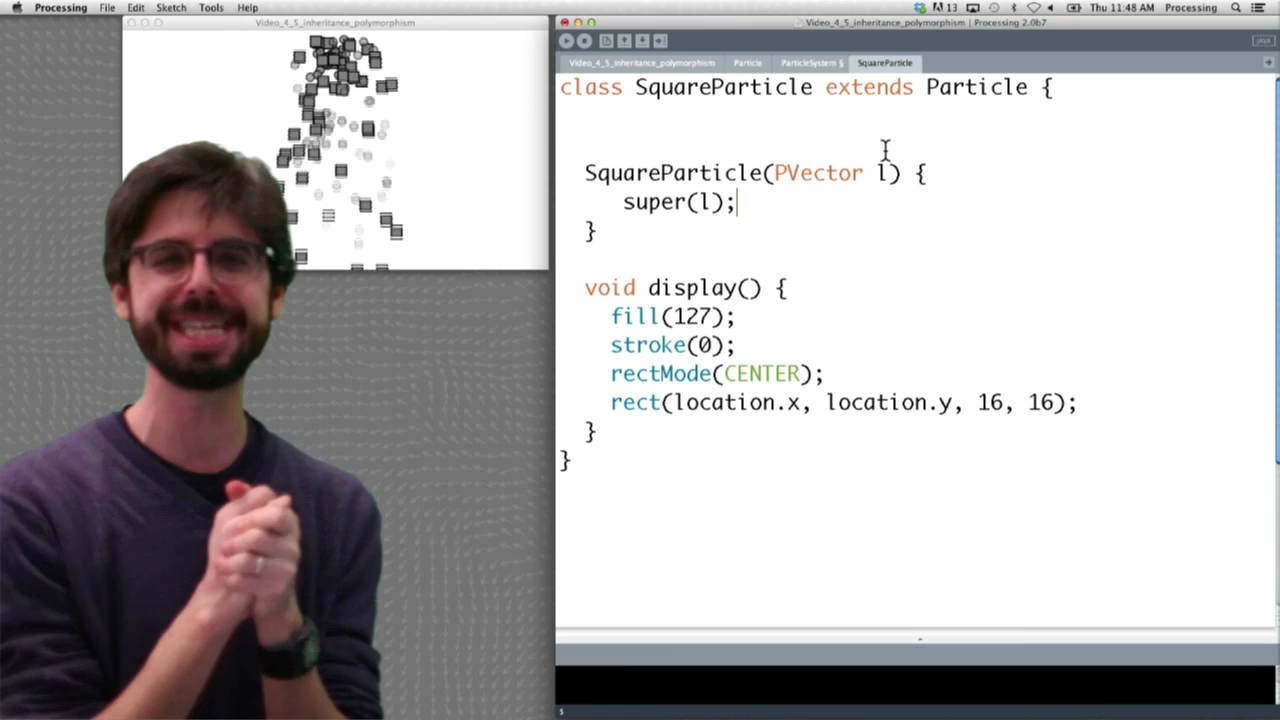 Processing File Edit Sketch Tools Help 13 Thu 11:48 AM Processing
Video_4_5_inheritance_polymorphism
Video_4_5_inheritance_polymorphism | Processing 2.0b7
java
Video_4_5_inheritance_polymorphism Particle ParticleSystem § SquareParticle
class SquareParticle extends Particle {
SquareParticle(PVector l) {
super(l);
}
void display() {
fill(127);
stroke(0);
rectMode(CENTER);
rect(location.x, location.y, 16, 16);
}
}